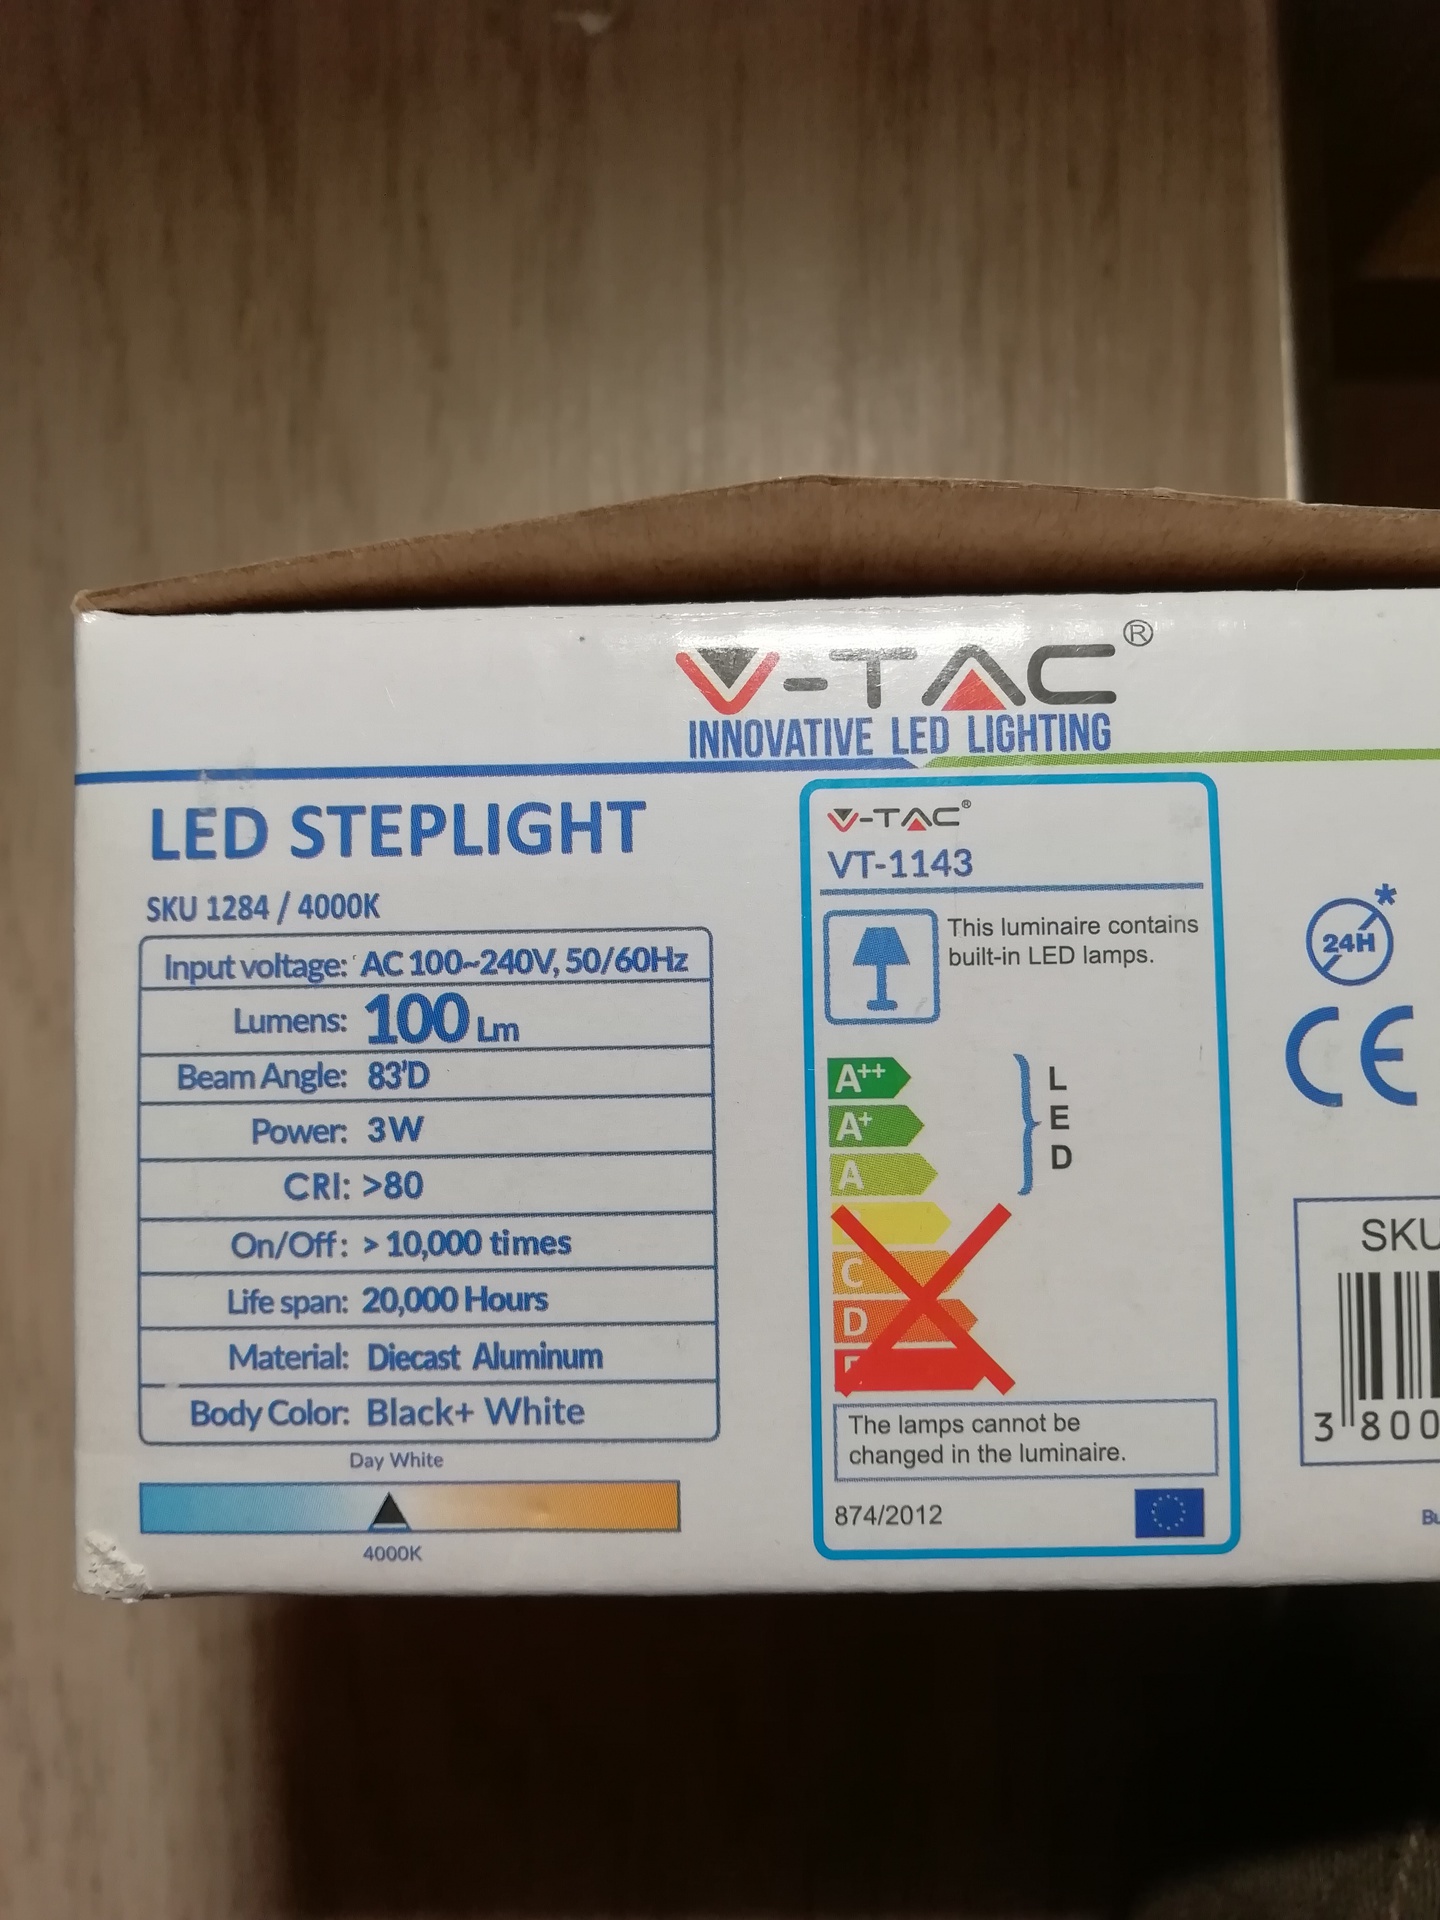 V-TAC®
INNOVATIVE LED LIGHTING
LED STEPLIGHT
SKU 1284 / 4000K
Input voltage: AC 100~240V, 50/60Hz
Lumens: 100 Lm
Beam Angle: 83'D
Power: 3W
CRI: >80
On/Off: > 10,000 times
Life span: 20,000 Hours
Material: Diecast Aluminum
Body Color: Black+ White
Day White
4000K
V-TAC®
VT-1143
This luminaire contains
built-in LED lamps.
A++
A+
A
C
D
L
E
D
The lamps cannot be
changed in the luminaire.
874/2012
*
24H
CE
SKU
3 800